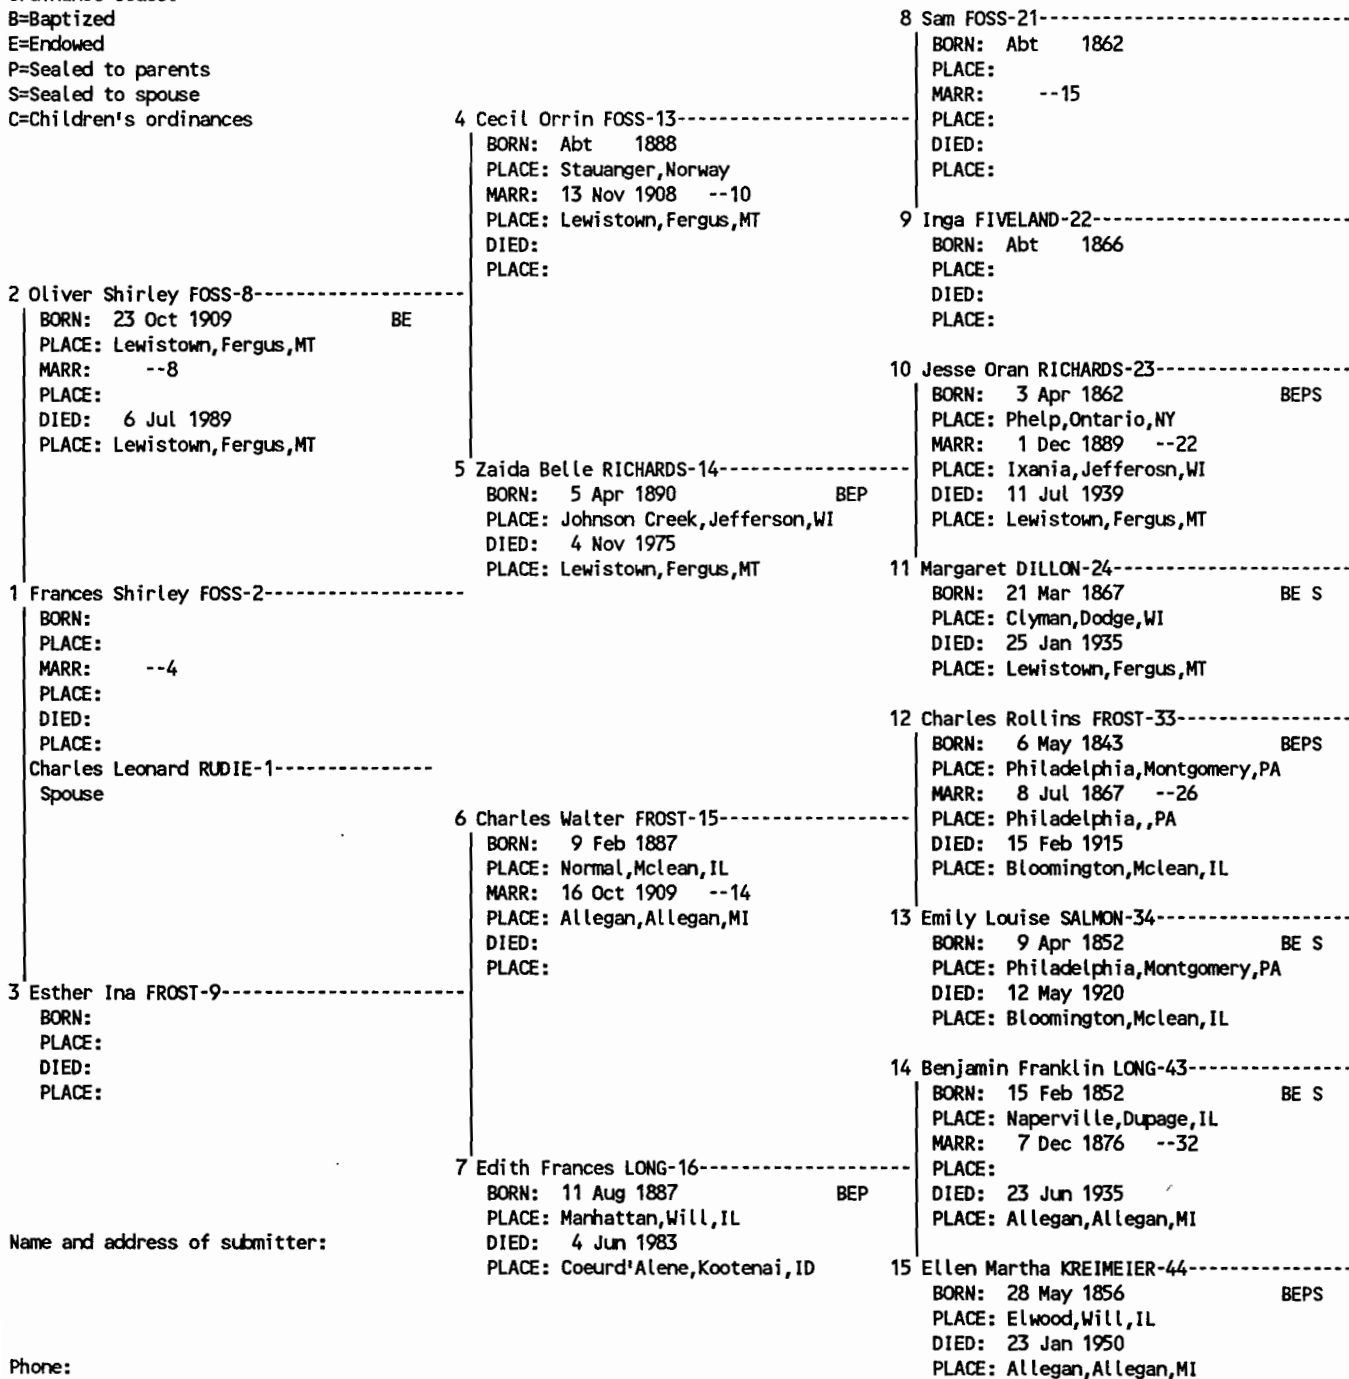 B=Baptized
E=Endowed
P=Sealed to parents
S=Sealed to spouse
C=Children's ordinances
2 Oliver Shirley FOSS-8--------------------
BORN: 23 Oct 1909 BE
PLACE: Lewistown,Fergus,MT
MARR: --8
PLACE:
DIED: 6 Jul 1989
PLACE: Lewistown,Fergus,MT
1 Frances Shirley FOSS-2-------------------
BORN:
PLACE:
MARR: --4
PLACE:
DIED:
PLACE:
Charles Leonard RUDIE-1---------------
Spouse
3 Esther Ina FROST-9-----------------------
BORN:
PLACE:
DIED:
PLACE:
Name and address of submitter:
Phone:
4 Cecil Orrin FOSS-13----------------------
BORN: Abt 1888
PLACE: Stauanger,Norway
MARR: 13 Nov 1908 --10
PLACE: Lewistown,Fergus,MT
DIED:
PLACE:
5 Zaida Belle RICHARDS-14------------------
BORN: 5 Apr 1890 BEP
PLACE: Johnson Creek,Jefferson,WI
DIED: 4 Nov 1975
PLACE: Lewistown,Fergus,MT
6 Charles Walter FROST-15------------------
BORN: 9 Feb 1887
PLACE: Normal,Mclean,IL
MARR: 16 Oct 1909 --14
PLACE: Allegan,Allegan,MI
DIED:
PLACE:
7 Edith Frances LONG-16--------------------
BORN: 11 Aug 1887 BEP
PLACE: Manhattan,Will,IL
DIED: 4 Jun 1983
PLACE: Coeurd'Alene,Kootenai,ID
8 Sam FOSS-21------------------------------
BORN: Abt 1862
PLACE:
MARR: --15
PLACE:
DIED:
PLACE:
9 Inga FIVELAND-22-------------------------
BORN: Abt 1866
PLACE:
DIED:
PLACE:
10 Jesse Oran RICHARDS-23------------------
BORN: 3 Apr 1862 BEPS
PLACE: Phelp,Ontario,NY
MARR: 1 Dec 1889 --22
PLACE: Ixania,Jefferosn,WI
DIED: 11 Jul 1939
PLACE: Lewistown,Fergus,MT
11 Margaret DILLON-24----------------------
BORN: 21 Mar 1867 BE S
PLACE: Clyman,Dodge,WI
DIED: 25 Jan 1935
PLACE: Lewistown,Fergus,MT
12 Charles Rollins FROST-33----------------
BORN: 6 May 1843 BEPS
PLACE: Philadelphia,Montgomery,PA
MARR: 8 Jul 1867 --26
PLACE: Philadelphia,,PA
DIED: 15 Feb 1915
PLACE: Bloomington,Mclean,IL
13 Emily Louise SALMON-34------------------
BORN: 9 Apr 1852 BE S
PLACE: Philadelphia,Montgomery,PA
DIED: 12 May 1920
PLACE: Bloomington,Mclean,IL
14 Benjamin Franklin LONG-43---------------
BORN: 15 Feb 1852 BE S
PLACE: Naperville,Dupage,IL
MARR: 7 Dec 1876 --32
PLACE:
DIED: 23 Jun 1935
PLACE: Allegan,Allegan,MI
15 Ellen Martha KREIMEIER-44---------------
BORN: 28 May 1856 BEPS
PLACE: Elwood,Will,IL
DIED: 23 Jan 1950
PLACE: Allegan,Allegan,MI